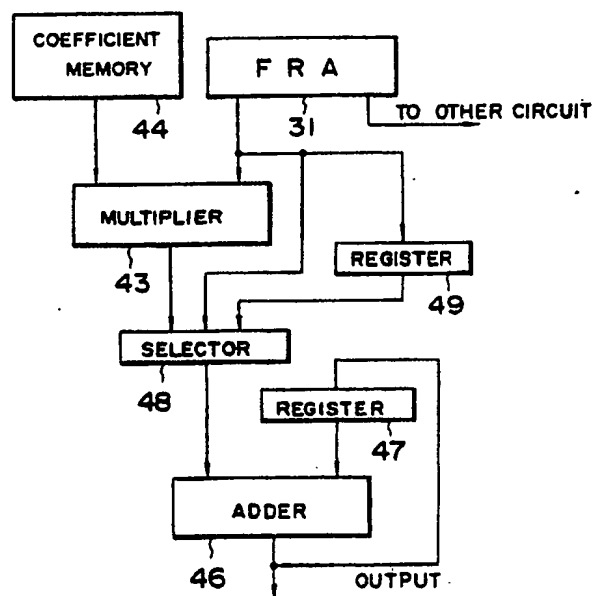 COEFFICIENT
MEMORY
44
F R A
31
TO OTHER CIRCUIT
MULTIPLIER
43
REGISTER
49
SELECTOR
48
REGISTER
47
ADDER
46
OUTPUT